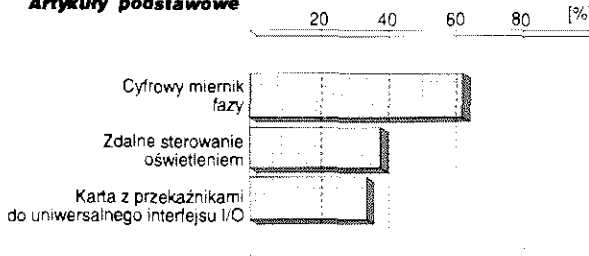 Artykuły podstawowe
20 40 60 80 [%]
Cyfrowy miernik
fazy
Zdalne sterowanie
oświetleniem
Karta z przekaźnikami
do uniwersalnego interfejsu I/O